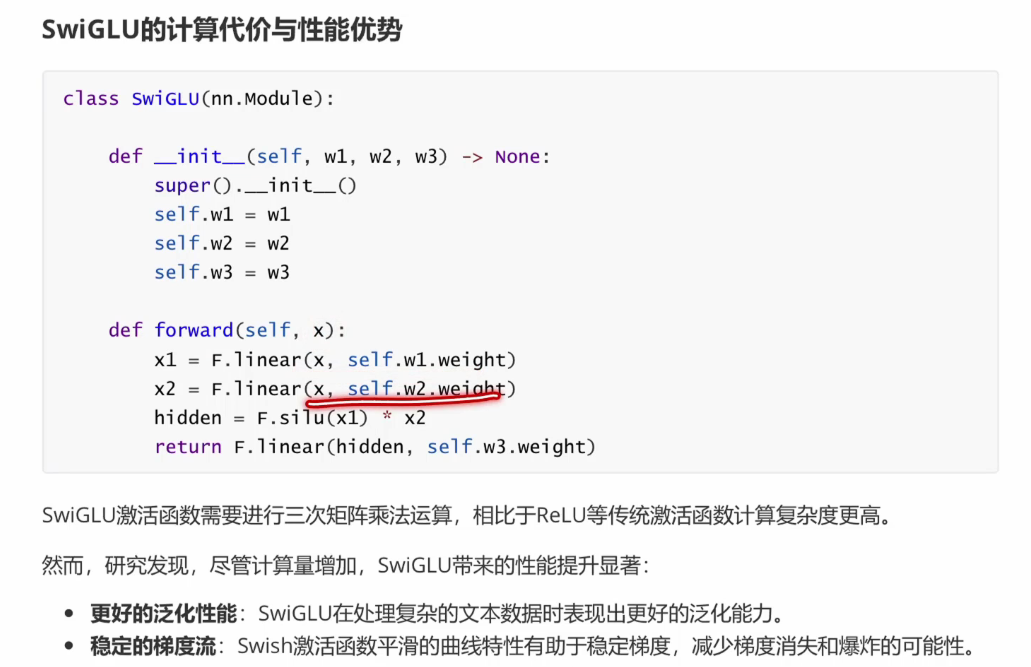 SwiGLU的计算代价与性能优势
class SwiGLU(nn.Module):
def __init__(self, w1, w2, w3) -> None:
super().__init__()
self.w1 = w1
self.w2 = w2
self.w3 = w3
def forward(self, x):
x1 = F.linear(x, self.w1.weight)
x2 = F.linear(x, self.w2.weight)
hidden = F.silu(x1) * x2
return F.linear(hidden, self.w3.weight)
SwiGLU激活函数需要进行三次矩阵乘法运算，相比于ReLU等传统激活函数计算复杂度更高。
然而，研究发现，尽管计算量增加，SwiGLU带来的性能提升显著：
• 更好的泛化性能：SwiGLU在处理复杂的文本数据时表现出更好的泛化能力。
• 稳定的梯度流：Swish激活函数平滑的曲线特性有助于稳定梯度，减少梯度消失和爆炸的可能性。